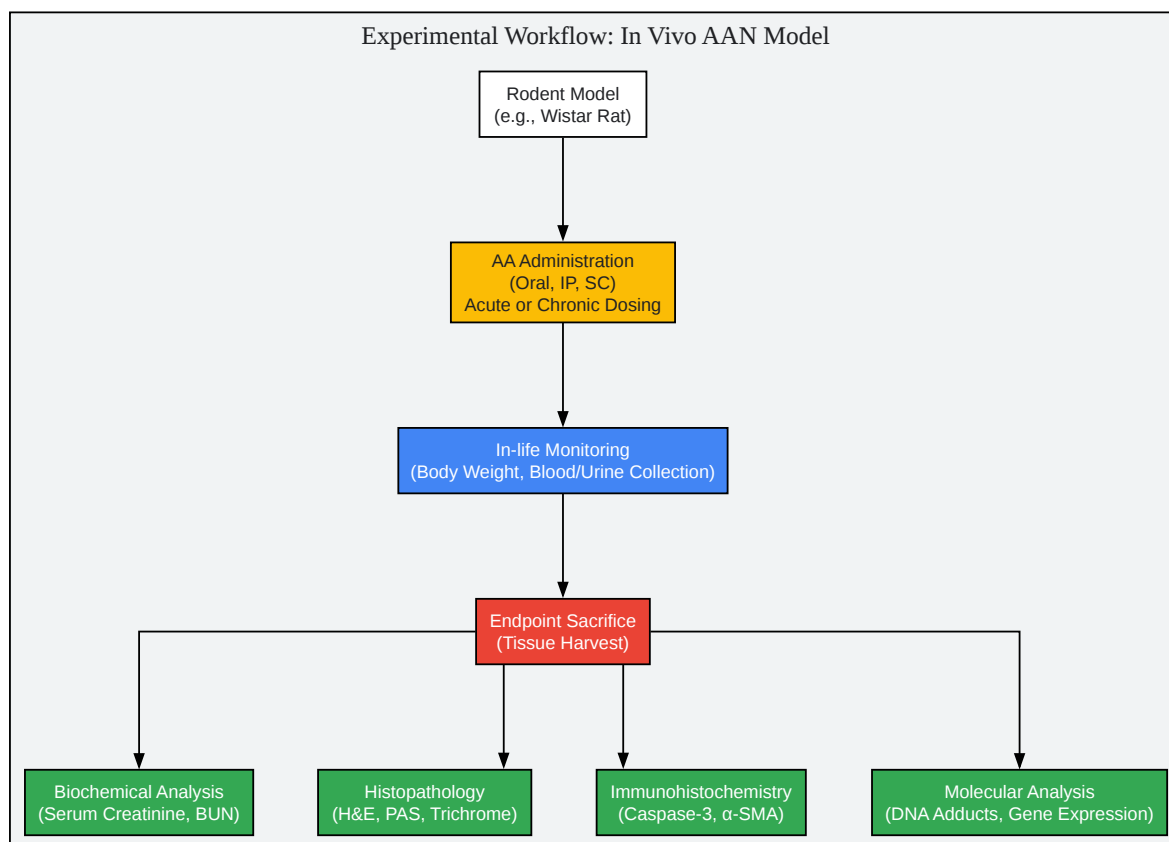 Experimental Workflow: In Vivo AAN Model
Rodent Model
(e.g., Wistar Rat)
AA Administration
(Oral, IP, SC)
Acute or Chronic Dosing
In-life Monitoring
(Body Weight, Blood/Urine Collection)
Endpoint Sacrifice
(Tissue Harvest)
Biochemical Analysis
(Serum Creatinine, BUN)
Histopathology
(H&E, PAS, Trichrome)
Immunohistochemistry
(Caspase-3, α-SMA)
Molecular Analysis
(DNA Adducts, Gene Expression)